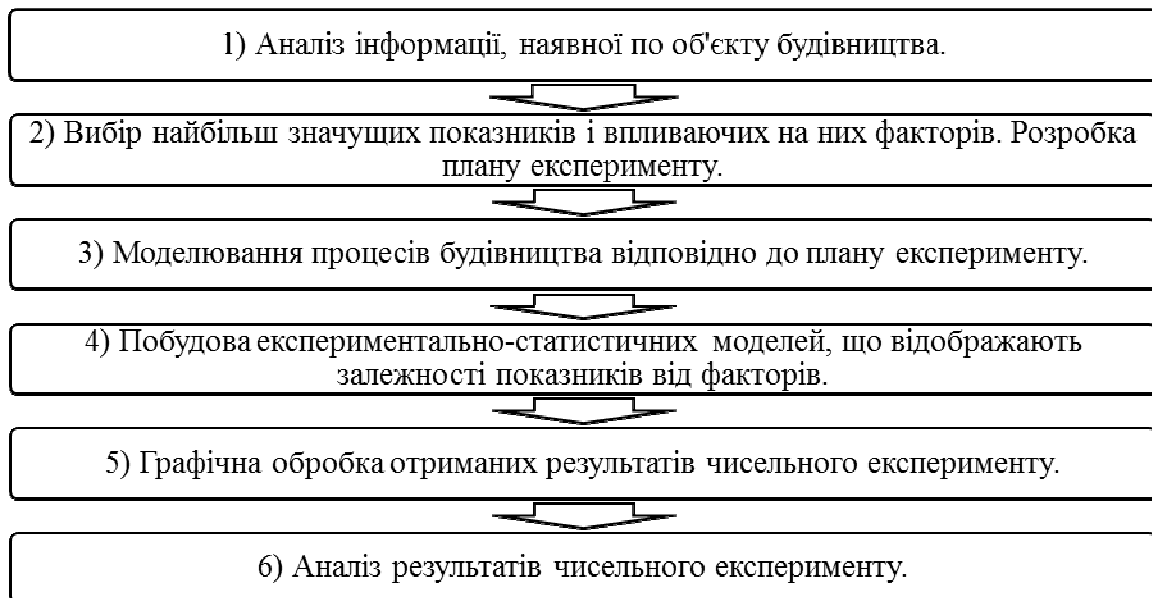 1) Аналіз інформації, наявної по об'єкту будівництва.
2) Вибір найбільш значущих показників і впливаючих на них факторів. Розробка
плану експерименту.
3) Моделювання процесів будівництва відповідно до плану експерименту.
4) Побудова експериментально-статистичних моделей, що відображають
залежності показників від факторів.
5) Графічна обробка отриманих результатів чисельного експерименту.
6) Аналіз результатів чисельного експерименту.